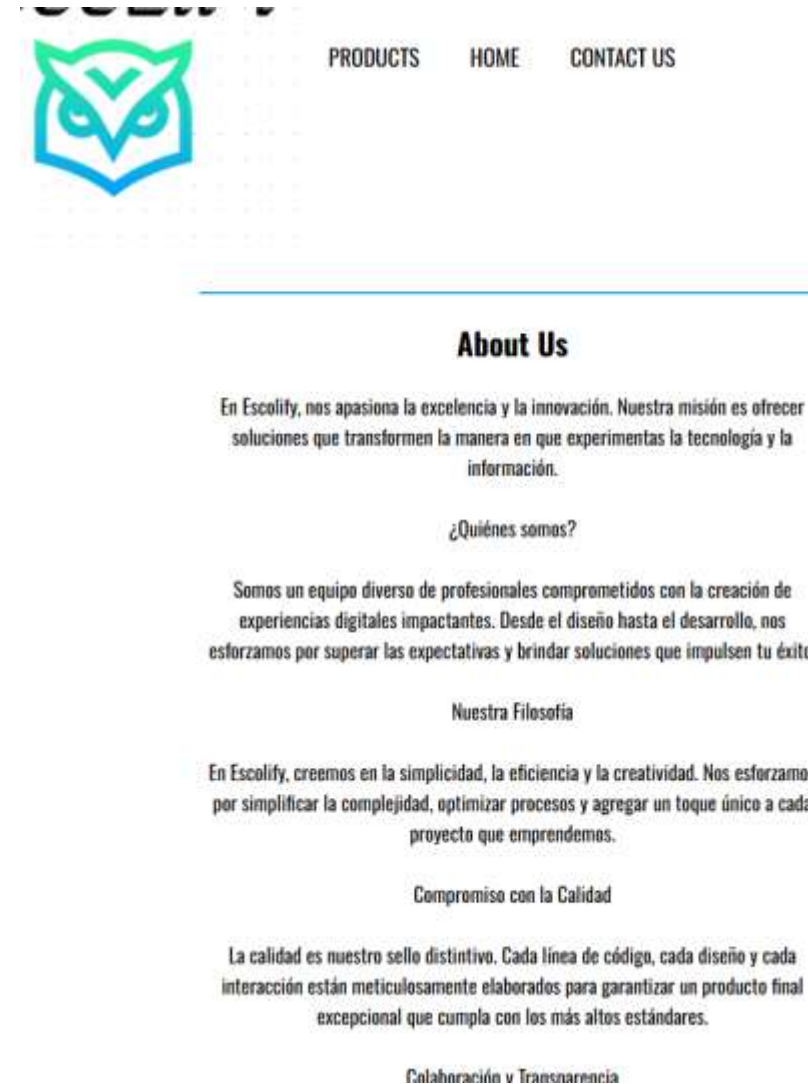 PRODUCTS HOME CONTACT US
About Us
En Escolify, nos apasiona la excelencia y la innovación. Nuestra misión es ofrecer
soluciones que transformen la manera en que experimentas la tecnología y la
información.
¿Quiénes somos?
Somos un equipo diverso de profesionales comprometidos con la creación de
experiencias digitales impactantes. Desde el diseño hasta el desarrollo, nos
esforzamos por superar las expectativas y brindar soluciones que impulsen tu éxito
Nuestra Filosofía
En Escolify, creemos en la simplicidad, la eficiencia y la creatividad. Nos esforzamo
por simplificar la complejidad, optimizar procesos y agregar un toque único a cada
proyecto que emprendemos.
Compromiso con la Calidad
La calidad es nuestro sello distintivo. Cada línea de código, cada diseño y cada
interacción están meticulosamente elaborados para garantizar un producto final
excepcional que cumpla con los más altos estándares.
Colaboración y Transparencia